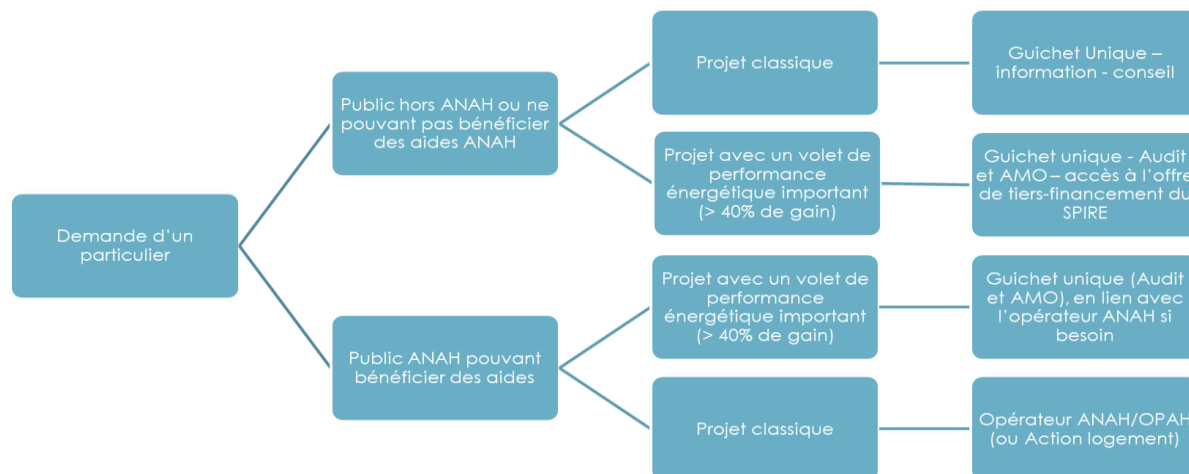 Demande d'un
particulier
Public hors ANAH ou ne
pouvant pas bénéficier
des aides ANAH
Projet classique
Guichet Unique –
information - conseil
Projet avec un volet de
performance
énergétique important
(> 40% de gain)
Guichet unique - Audit
et AMO – accès à l'offre
de tiers-financement du
SPIRE
Public ANAH pouvant
bénéficier des aides
Projet avec un volet de
performance
énergétique important
(> 40% de gain)
Guichet unique (Audit
et AMO), en lien avec
l'opérateur ANAH si
besoin
Projet classique
Opérateur ANAH/OPAH
(ou Action logement)